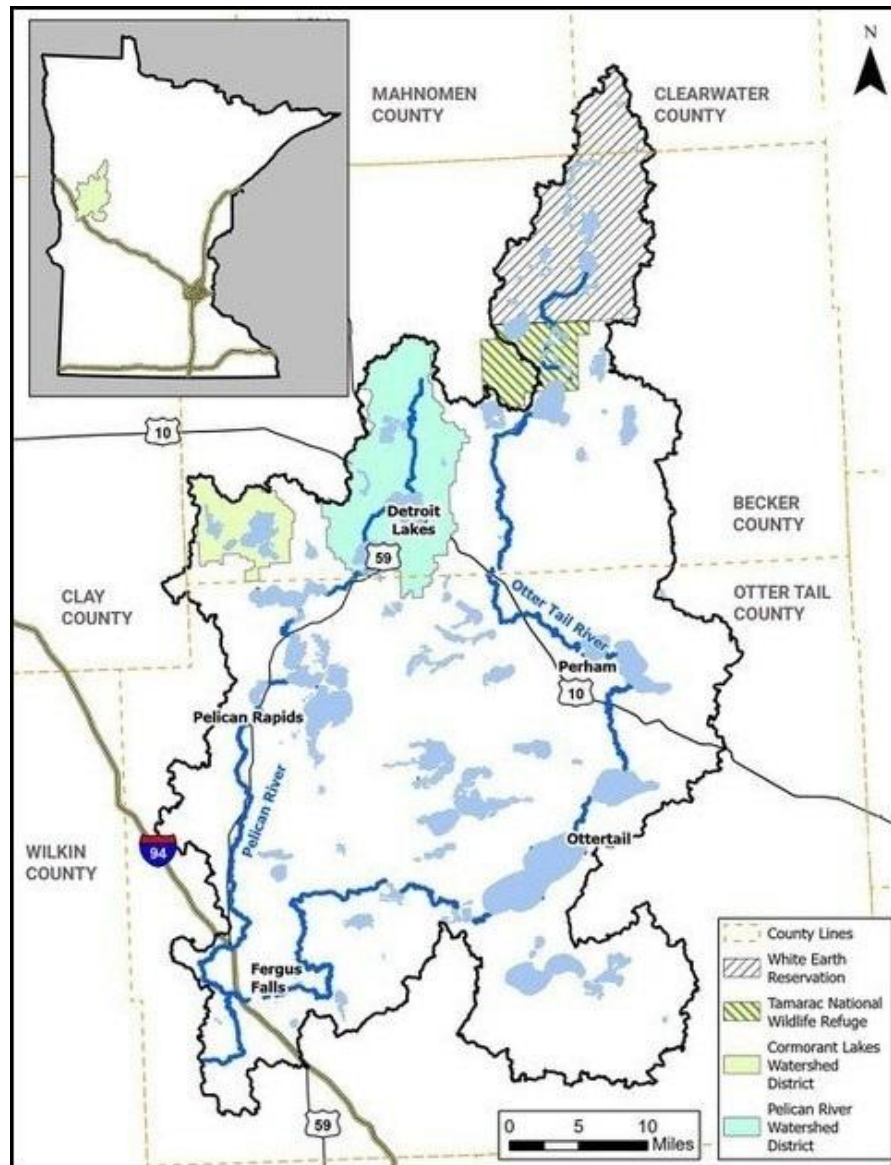 MAHNOMEN
COUNTY
CLEARWATER
COUNTY
N
10
Detroit
Lakes
59
BECKER
COUNTY
CLAY
COUNTY
OTTER TAIL
COUNTY
Otter Tail River
Perham
10
Pelican Rapids
Pelican River
Ottertail
WILKIN
COUNTY
94
Fergus
Falls
59
County Lines
White Earth
Reservation
Tamarac National
Wildlife Refuge
Cormorant Lakes
Watershed
District
Pelican River
Watershed
District
0 5 10
Miles